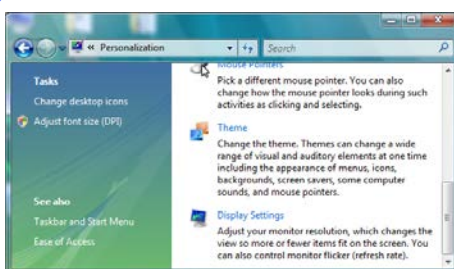 « Personalization
Search
Tasks
Change desktop icons
Adjust font size (DPI)
See also
Taskbar and Start Menu
Ease of Access
Mouse Pointers
Pick a different mouse pointer. You can also
change how the mouse pointer looks during such
activities as clicking and selecting.
Theme
Change the theme. Themes can change a wide
range of visual and auditory elements at one time
including the appearance of menus, icons,
backgrounds, screen savers, some computer
sounds, and mouse pointers.
Display Settings
Adjust your monitor resolution, which changes the
view so more or fewer items fit on the screen. You
can also control monitor flicker (refresh rate).